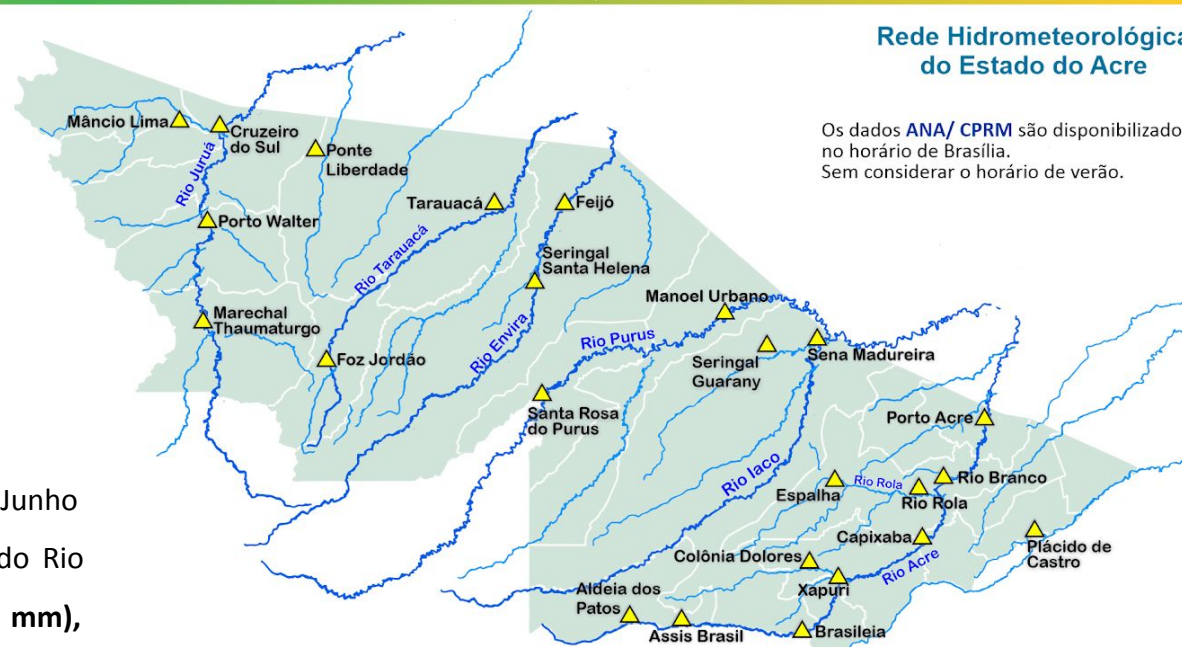 Rede Hidrometeorológica
do Estado do Acre
Os dados ANA/ CPRM são disponibilizado
no horário de Brasília.
Sem considerar o horário de verão.
Mâncio Lima
Cruzeiro
do Sul
Ponte
Liberdade
Rio Juruá
Porto Walter
Tarauacá
Feijó
Rio Tarauacá
Seringal
Santa Helena
Marechal
Thaumaturgo
Foz Jordão
Rio Envira
Manoel Urbano
Rio Purus
Seringal
Guarany
Sena Madureira
Santa Rosa
do Purus
Porto Acre
Rio Iaco
Espalha
Rio Rola
Rio Rola
Rio Branco
Capixaba
Plácido de
Castro
Colônia Dolores
Rio Acre
Xapuri
Aldeia dos
Patos
Assis Brasil
Brasileia
Junho
do Rio
mm),